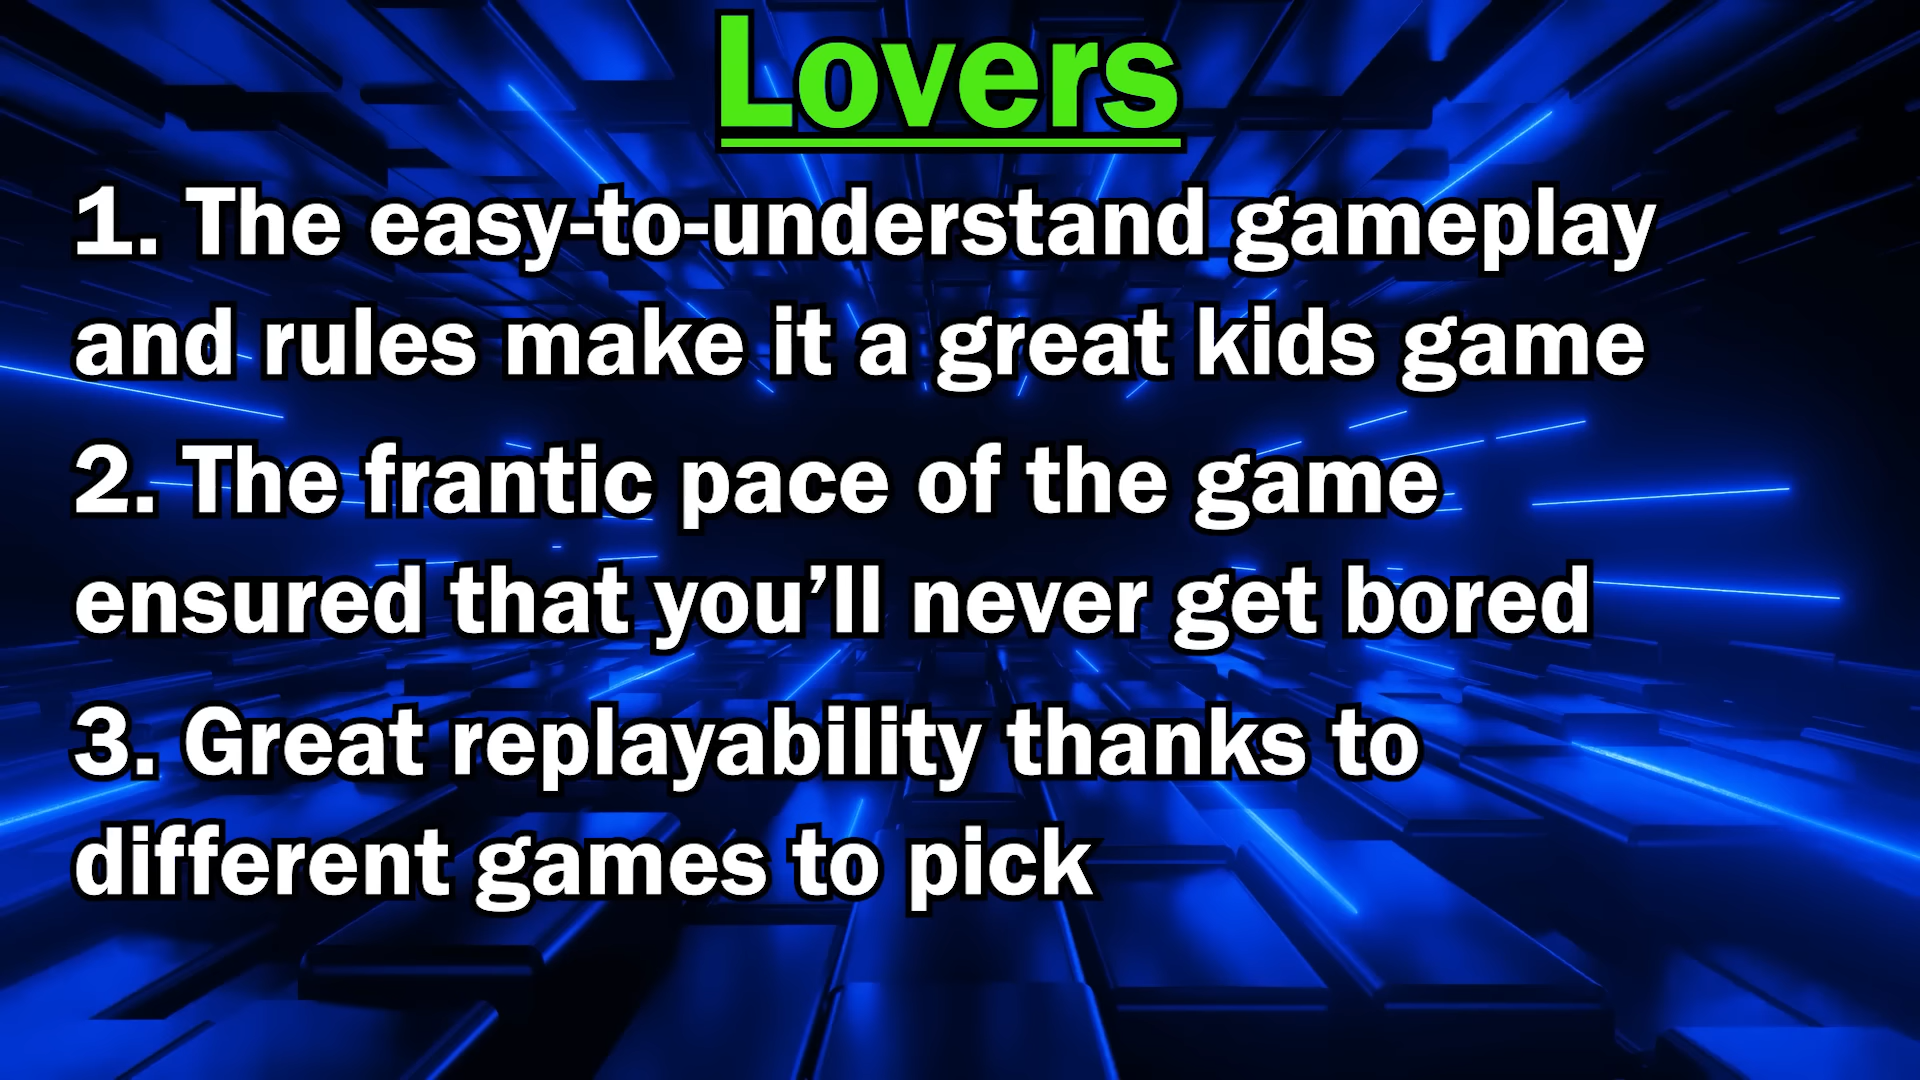 Lovers
1. The easy-to-understand gameplay
and rules make it a great kids game
2. The frantic pace of the game
ensured that you’ll never get bored
3. Great replayability thanks to
different games to pick